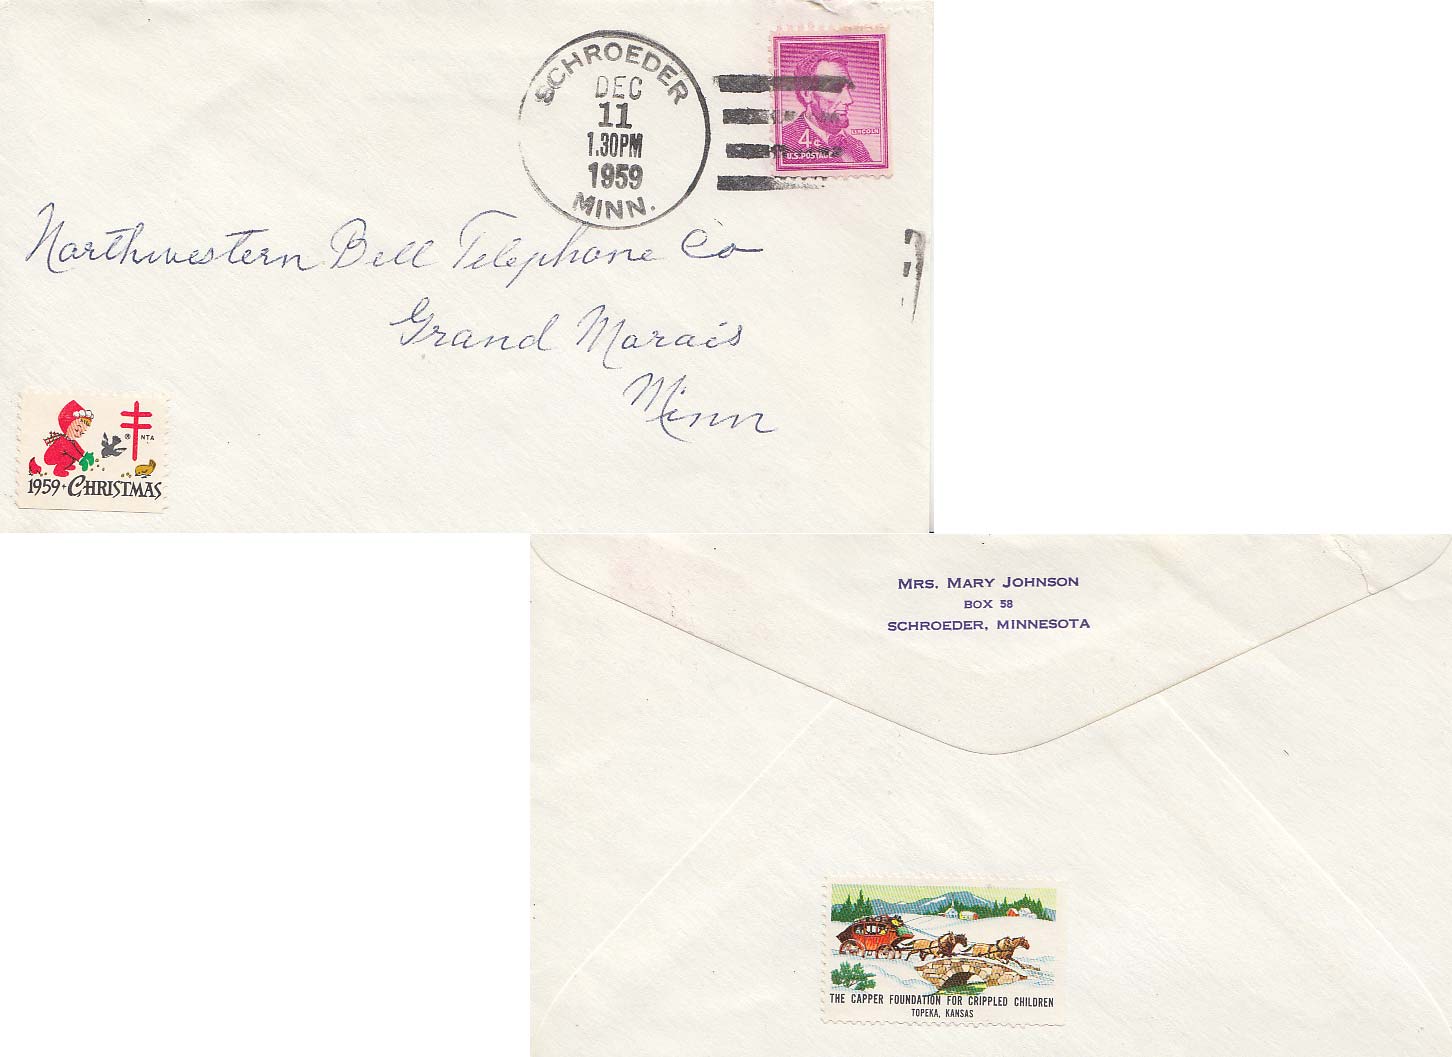 SCHROEDER
DEC
11
1.30PM
1959
MINN.
LINCOLN
4¢
U.S. POSTAGE
Northwestern Bell Telephone Co
Grand Marais
Minn
® NTA
1959 · CHRISTMAS
MRS. MARY JOHNSON
BOX 58
SCHROEDER, MINNESOTA
THE CAPPER FOUNDATION FOR CRIPPLED CHILDREN
TOPEKA, KANSAS